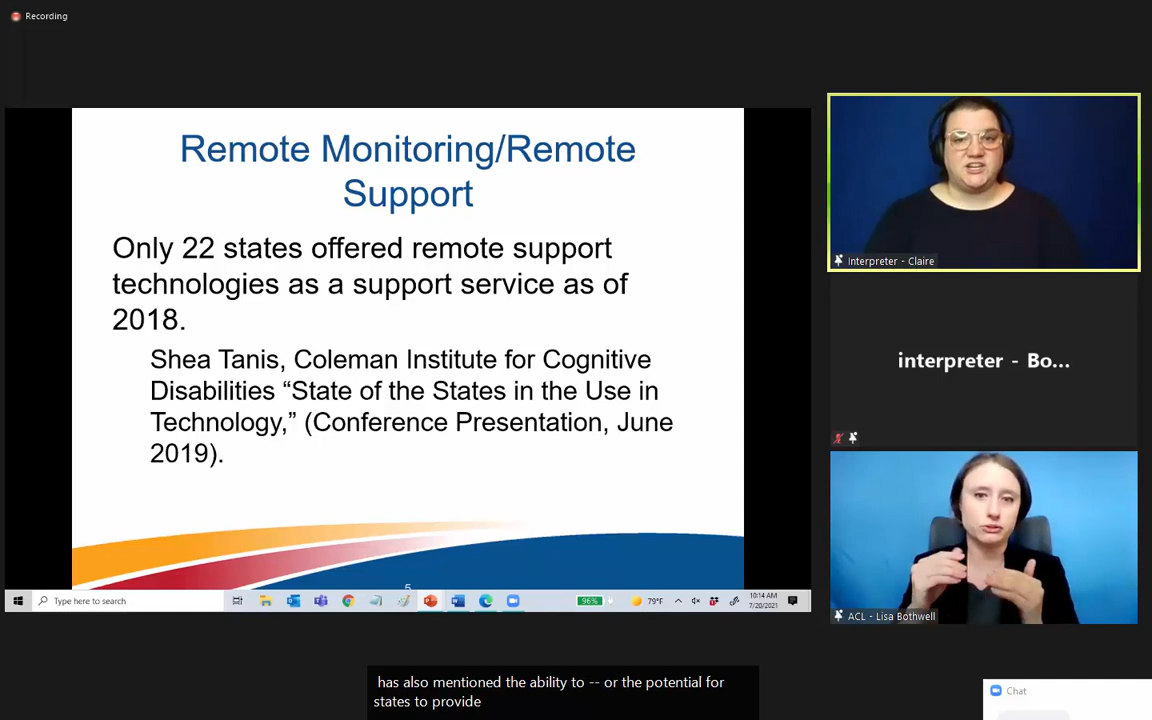 Recording
Remote Monitoring/Remote
Support
Only 22 states offered remote support
technologies as a support service as of
2018.
Shea Tanis, Coleman Institute for Cognitive
Disabilities “State of the States in the Use in
Technology,” (Conference Presentation, June
2019).
5
Type here to search
96%
79°F
10:14 AM
7/20/2021
Interpreter - Claire
interpreter - Bo...
ACL - Lisa Bothwell
has also mentioned the ability to -- or the potential for
states to provide
Chat